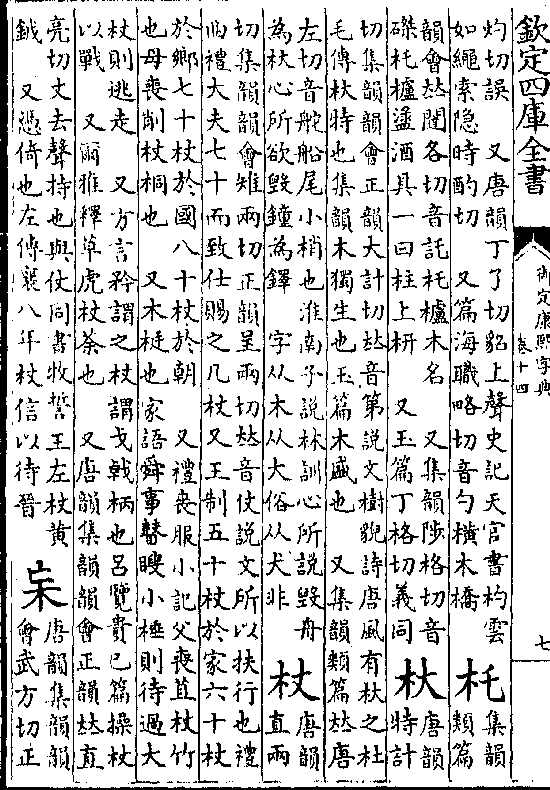 欽定四庫全書
御定康熙字典
卷十四
七
灼切誤　又唐韻丁了切貂上聲史記天官書杓雲
如繩索隐時酌切　又篇海職略切音勺橫木橋
杔
集韻
類篇
韻會𠀤闥各切音託杔櫨木名　又集韻陟格切音
磔杔櫨盪酒具一曰柱上枅　又玉篇丁格切義同
杕
唐韻
特計
切集韻韻會正韻大計切𠀤音第說文樹貌詩唐風有杕之杜
毛傳杕特也集韻木獨生也玉篇木盛也　又集韻類篇𠀤唐
左切音舵船尾小梢也淮南子說林訓心所說毀舟
為杕心所欲毀鐘為鐸　字从木从大俗从犬非
杖
唐韻
直兩
切集韻韻會雉兩切正韻呈兩切𠀤音仗說文所以扶行也禮
曲禮大夫七十而致仕賜之几杖又王制五十杖於家六十杖
於鄉七十杖於國八十杖於朝　又禮喪服小記父喪苴杖竹
也母喪削杖桐也　又木梃也家語舜事瞽瞍小棰則待過大
杖則逃走　又方言矜謂之杖謂戈戟柄也呂覽貴已篇操杖
以戰　又爾雅釋草虎杖荼也　又唐韻集韻韻會正韻𠀤直
亮切丈去聲持也與仗同書牧誓王左杖黃
鉞　又憑倚也左傳襄八年杖信以待晉
杗
唐韻集韻韻
會武方切正